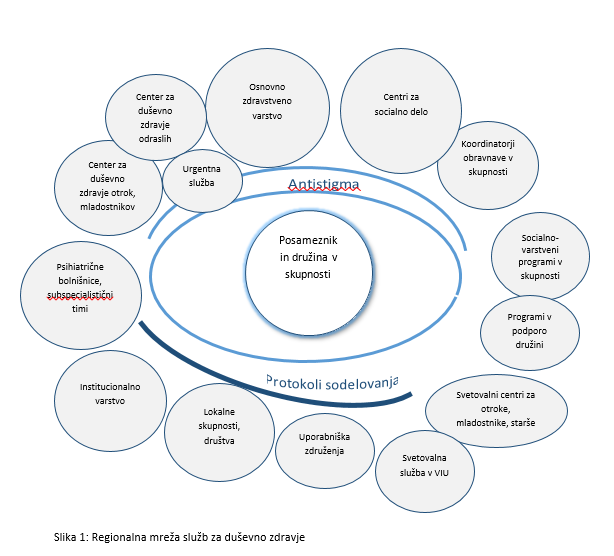 Osnovno
zdravstveno
varstvo
Centri za
socialno delo
Center za
duševno
zdravje
odraslih
Koordinatorji
obravnave v
skupnosti
Center za
duševno
zdravje otrok,
mladostnikov
Urgentna
služba
Antistigma
Posameznik
in družina v
skupnosti
Socialno-
varstveni
programi v
skupnosti
Psihiatrične
bolnišnice,
subspecialistični
timi
Programi v
podporo
družini
Protokoli sodelovanja
Institucionalno
varstvo
Svetovalni centri za
otroke,
mladostnike, starše
Lokalne
skupnosti,
društva
Uporabniška
združenja
Svetovalna
služba v VIU
Slika 1: Regionalna mreža služb za duševno zdravje